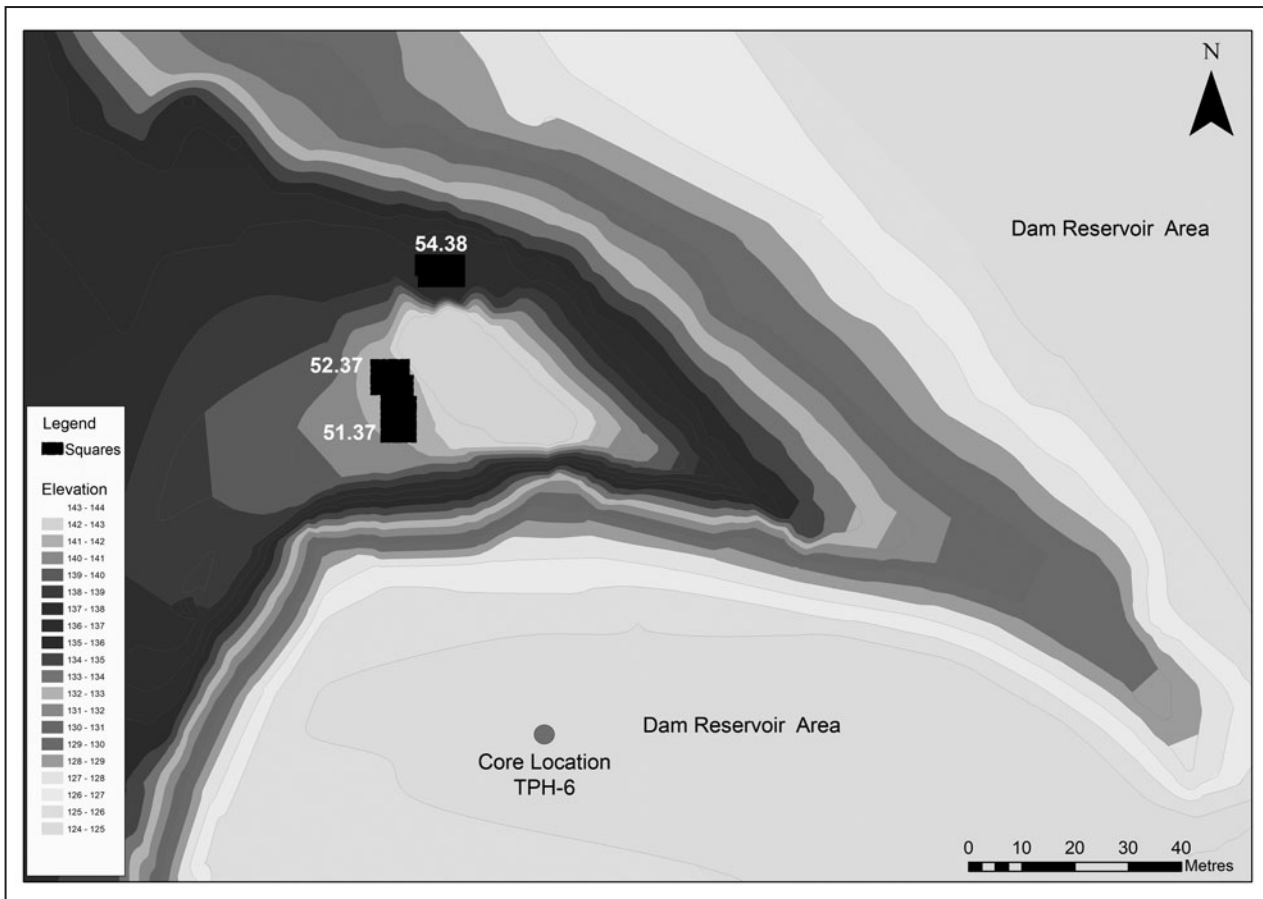 N
Dam Reservoir Area
54.38
52.37
51.37
Legend
Squares
Elevation
143 - 144
142 - 143
141 - 142
140 - 141
139 - 140
138 - 139
137 - 138
136 - 137
135 - 136
134 - 135
133 - 134
132 - 133
131 - 132
130 - 131
129 - 130
128 - 129
127 - 128
126 - 127
125 - 126
124 - 125
Dam Reservoir Area
Core Location
TPH-6
0 10 20 30 40
Metres